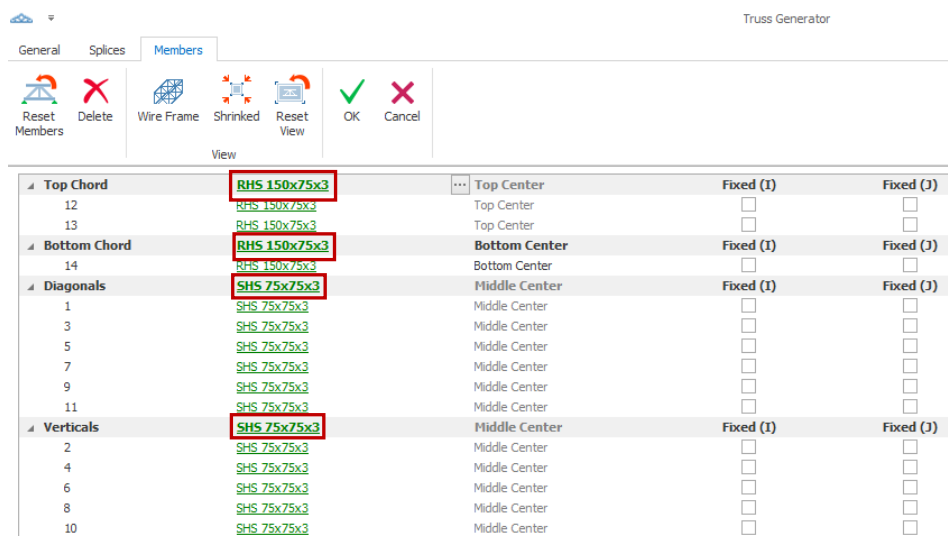 Truss Generator
General Splices Members
Reset Members Delete Wire Frame Shrinked Reset View OK Cancel
View
Top Chord RHS 150x75x3 ... Top Center Fixed (I) Fixed (J)
12 RHS 150x75x3 Top Center
13 RHS 150x75x3 Top Center
Bottom Chord RHS 150x75x3 Bottom Center Fixed (I) Fixed (J)
14 RHS 150x75x3 Bottom Center
Diagonals SHS 75x75x3 Middle Center Fixed (I) Fixed (J)
1 SHS 75x75x3 Middle Center
3 SHS 75x75x3 Middle Center
5 SHS 75x75x3 Middle Center
7 SHS 75x75x3 Middle Center
9 SHS 75x75x3 Middle Center
11 SHS 75x75x3 Middle Center
Verticals SHS 75x75x3 Middle Center Fixed (I) Fixed (J)
2 SHS 75x75x3 Middle Center
4 SHS 75x75x3 Middle Center
6 SHS 75x75x3 Middle Center
8 SHS 75x75x3 Middle Center
10 SHS 75x75x3 Middle Center